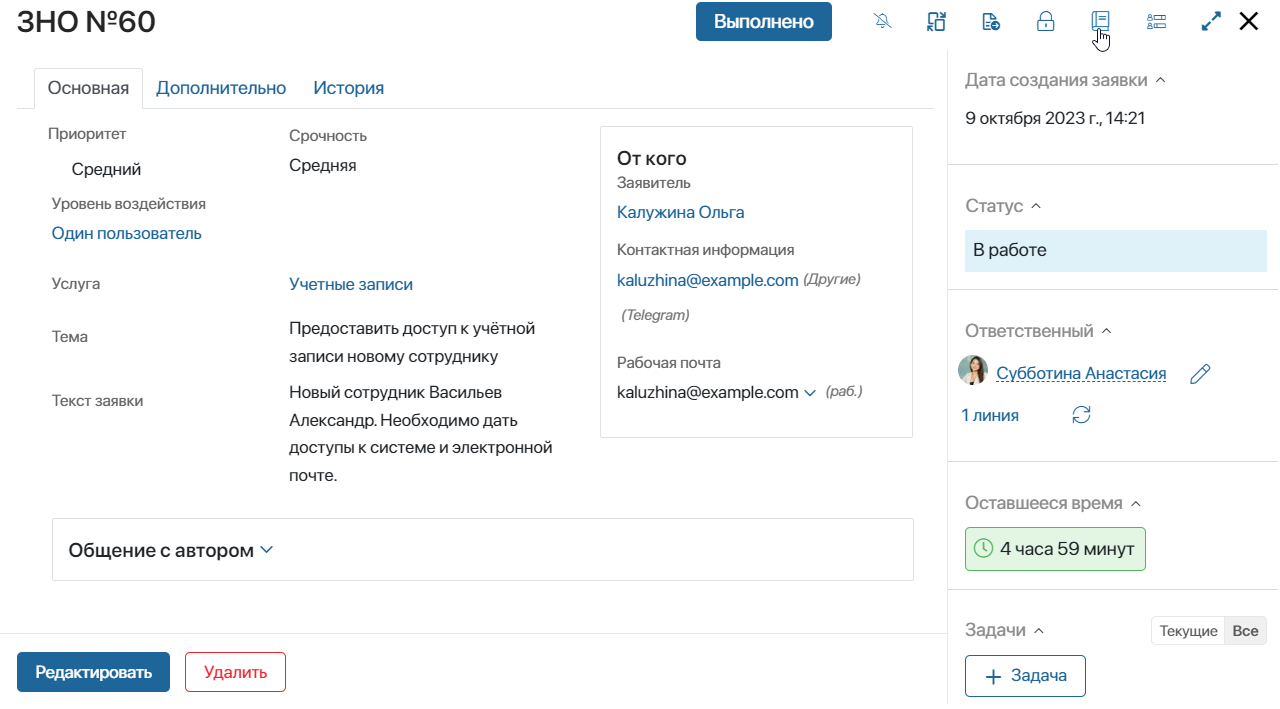 ЗНО №60
Выполнено
Основная
Дополнительно
История
Приоритет
Средний
Срочность
Средняя
Уровень воздействия
Один пользователь
Услуга
Учетные записи
Тема
Предоставить доступ к учётной
записи новому сотруднику
Текст заявки
Новый сотрудник Васильев
Александр. Необходимо дать
доступы к системе и электронной
почте.
От кого
Заявитель
Калужина Ольга
Контактная информация
kaluzhina@example.com (Другие)
(Telegram)
Рабочая почта
kaluzhina@example.com (раб.)
Общение с автором
Редактировать
Удалить
Дата создания заявки
9 октября 2023 г., 14:21
Статус
В работе
Ответственный
Субботина Анастасия
1 линия
Оставшееся время
4 часа 59 минут
Задачи
Текущие Все
+ Задача